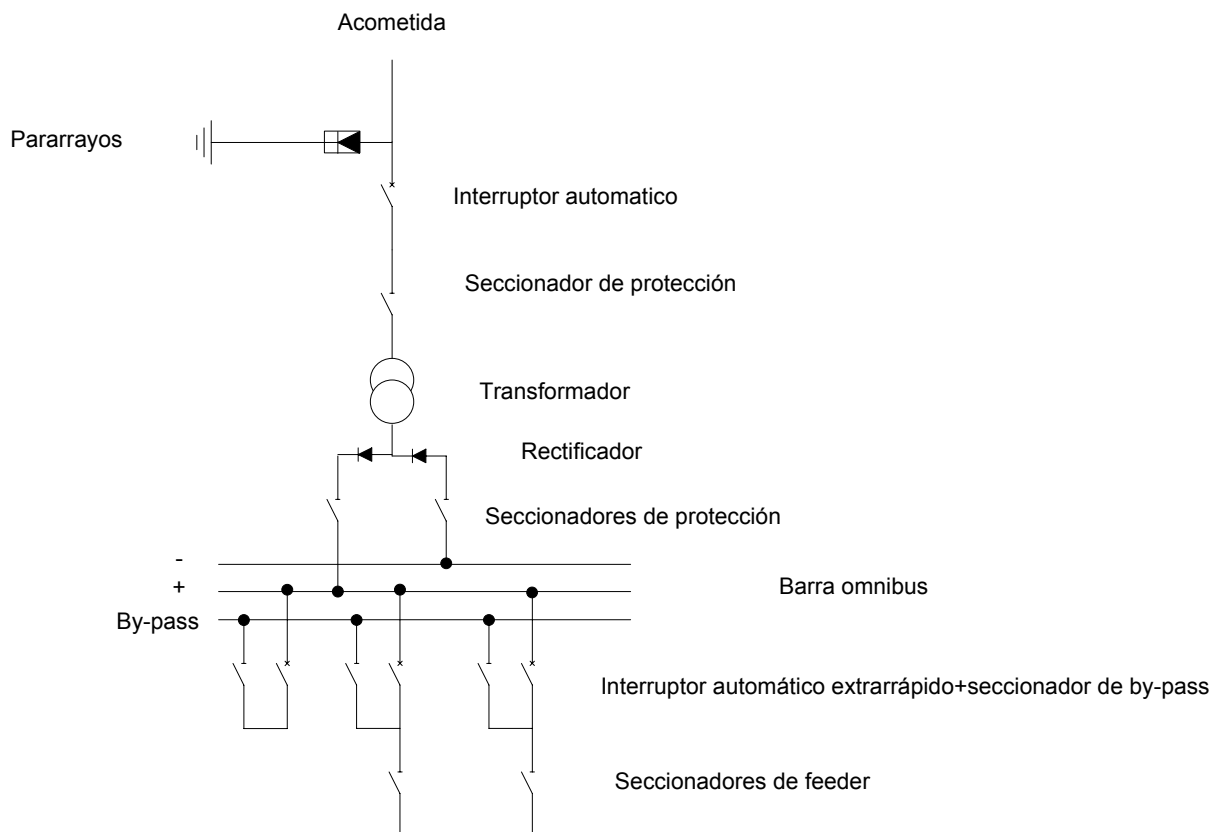 Acometida
Pararrayos
Interruptor automatico
Seccionador de protección
Transformador
Rectificador
Seccionadores de protección
-
+
Barra omnibus
By-pass
Interruptor automático extrarrápido+seccionador de by-pass
Seccionadores de feeder